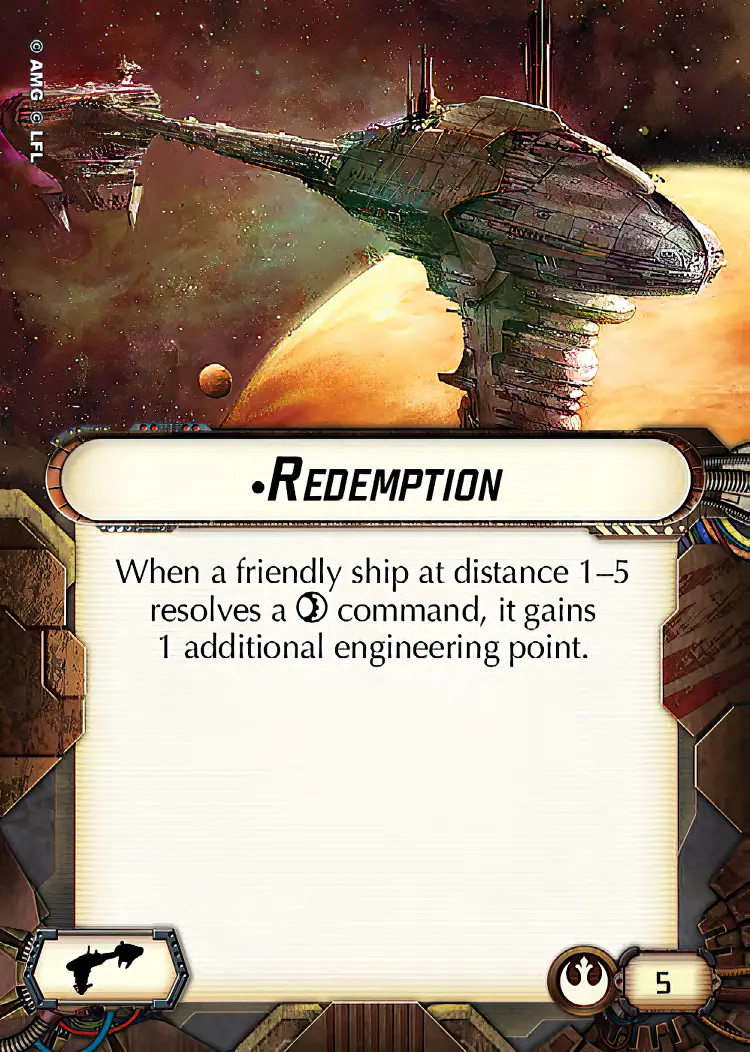 © AMG © LFL
•REDEMPTION
When a friendly ship at distance 1–5
resolves a command, it gains
1 additional engineering point.
5